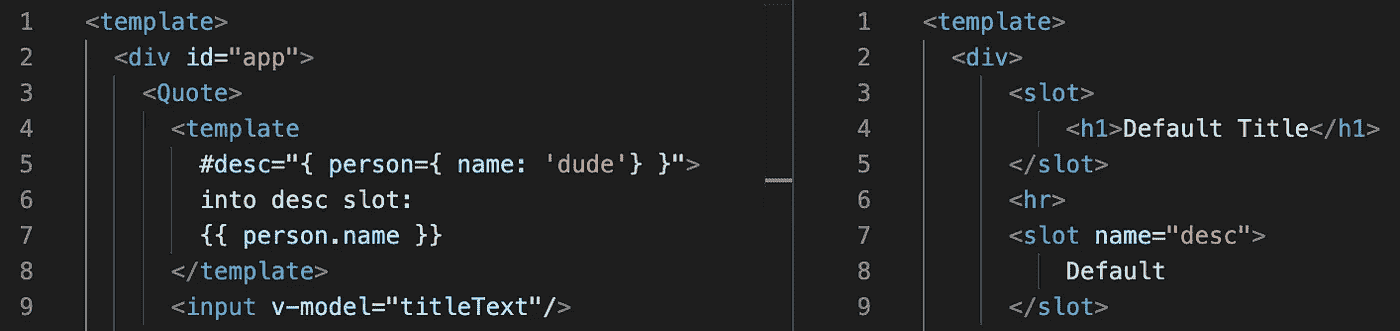 1 <template>
2 <div id="app">
3 <Quote>
4 <template
5 #desc="{ person={ name: 'dude'} }">
6 into desc slot:
7 {{ person.name }}
8 </template>
9 <input v-model="titleText"/>
1 <template>
2 <div>
3 <slot>
4 <h1>Default Title</h1>
5 </slot>
6 <hr>
7 <slot name="desc">
8 Default
9 </slot>